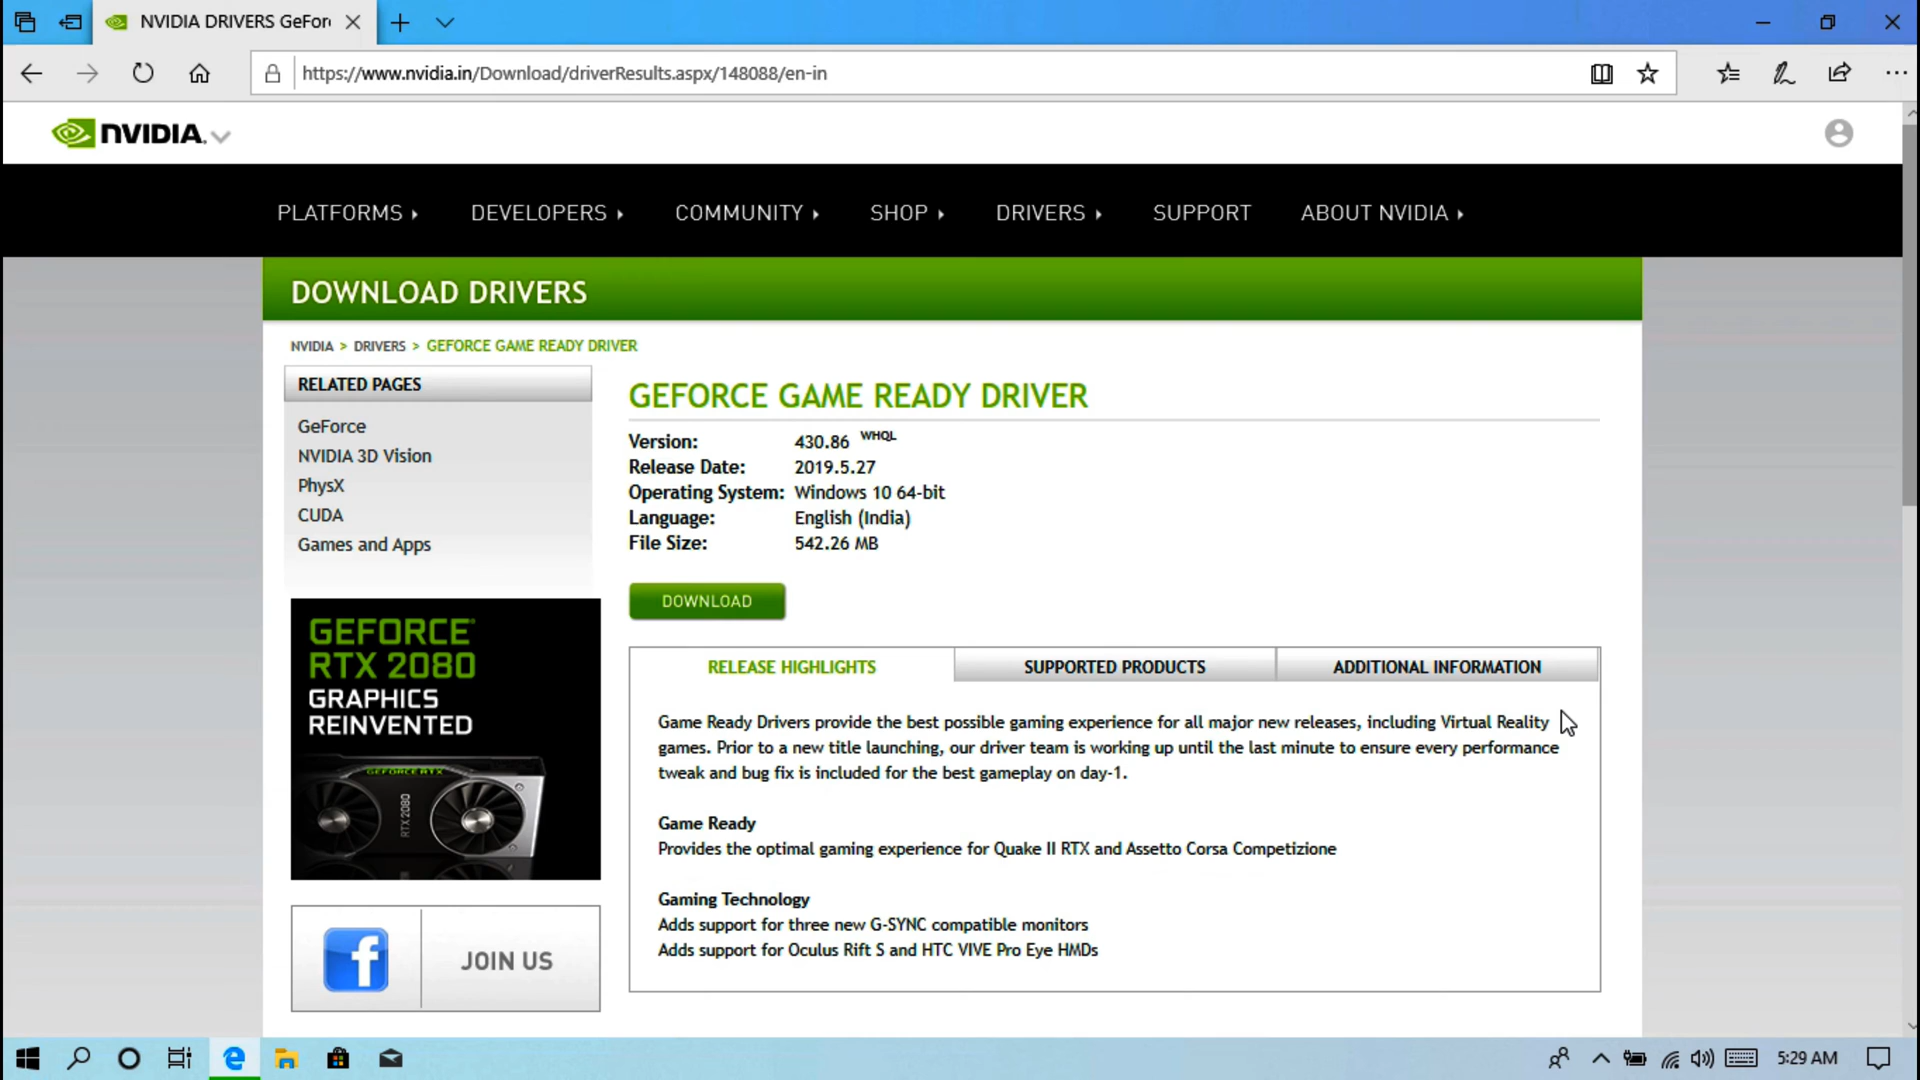 NVIDIA DRIVERS GeFor
https://www.nvidia.in/Download/driverResults.aspx/148088/en-in
NVIDIA.
PLATFORMS DEVELOPERS COMMUNITY SHOP DRIVERS SUPPORT ABOUT NVIDIA
DOWNLOAD DRIVERS
NVIDIA > DRIVERS > GEFORCE GAME READY DRIVER
RELATED PAGES
GeForce
NVIDIA 3D Vision
PhysX
CUDA
Games and Apps
GEFORCE
RTX 2080
GRAPHICS
REINVENTED
GEFORCE RTX
RTX 2080
f JOIN US
GEFORCE GAME READY DRIVER
Version: 430.86 WHQL
Release Date: 2019.5.27
Operating System: Windows 10 64-bit
Language: English (India)
File Size: 542.26 MB
DOWNLOAD
RELEASE HIGHLIGHTS SUPPORTED PRODUCTS ADDITIONAL INFORMATION
Game Ready Drivers provide the best possible gaming experience for all major new releases, including Virtual Reality
games. Prior to a new title launching, our driver team is working up until the last minute to ensure every performance
tweak and bug fix is included for the best gameplay on day-1.
Game Ready
Provides the optimal gaming experience for Quake II RTX and Assetto Corsa Competizione
Gaming Technology
Adds support for three new G-SYNC compatible monitors
Adds support for Oculus Rift S and HTC VIVE Pro Eye HMDs
5:29 AM